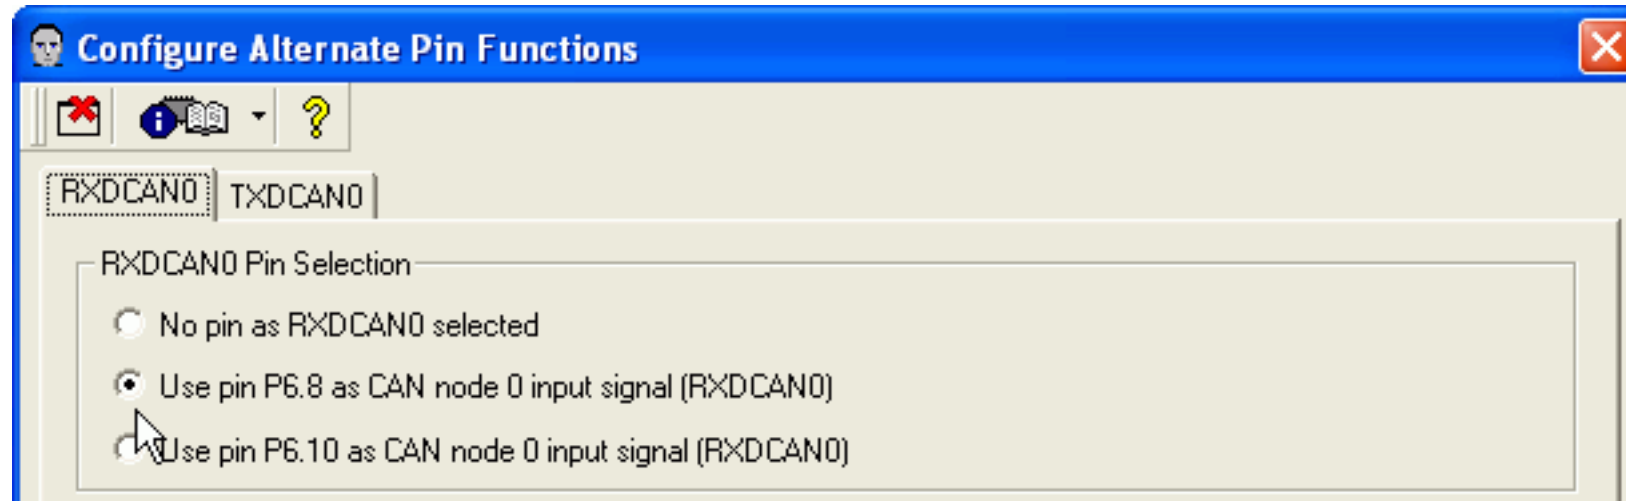 Configure Alternate Pin Functions
RXDCAN0 TXDCAN0
RXDCAN0 Pin Selection
No pin as RXDCAN0 selected
Use pin P6.8 as CAN node 0 input signal (RXDCAN0)
Use pin P6.10 as CAN node 0 input signal (RXDCAN0)